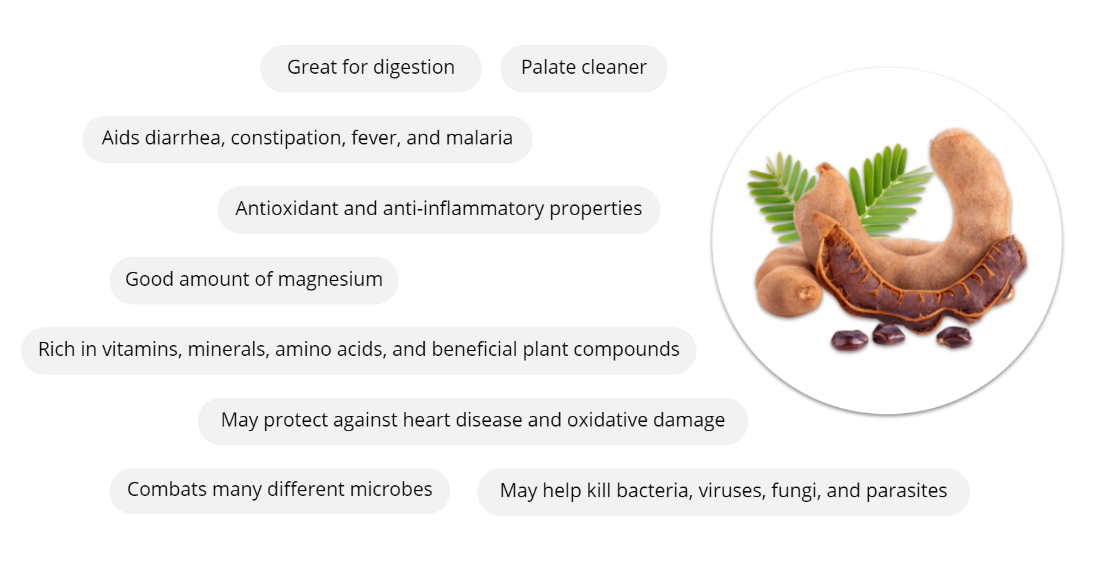 Great for digestion
Palate cleaner
Aids diarrhea, constipation, fever, and malaria
Antioxidant and anti-inflammatory properties
Good amount of magnesium
Rich in vitamins, minerals, amino acids, and beneficial plant compounds
May protect against heart disease and oxidative damage
Combats many different microbes
May help kill bacteria, viruses, fungi, and parasites